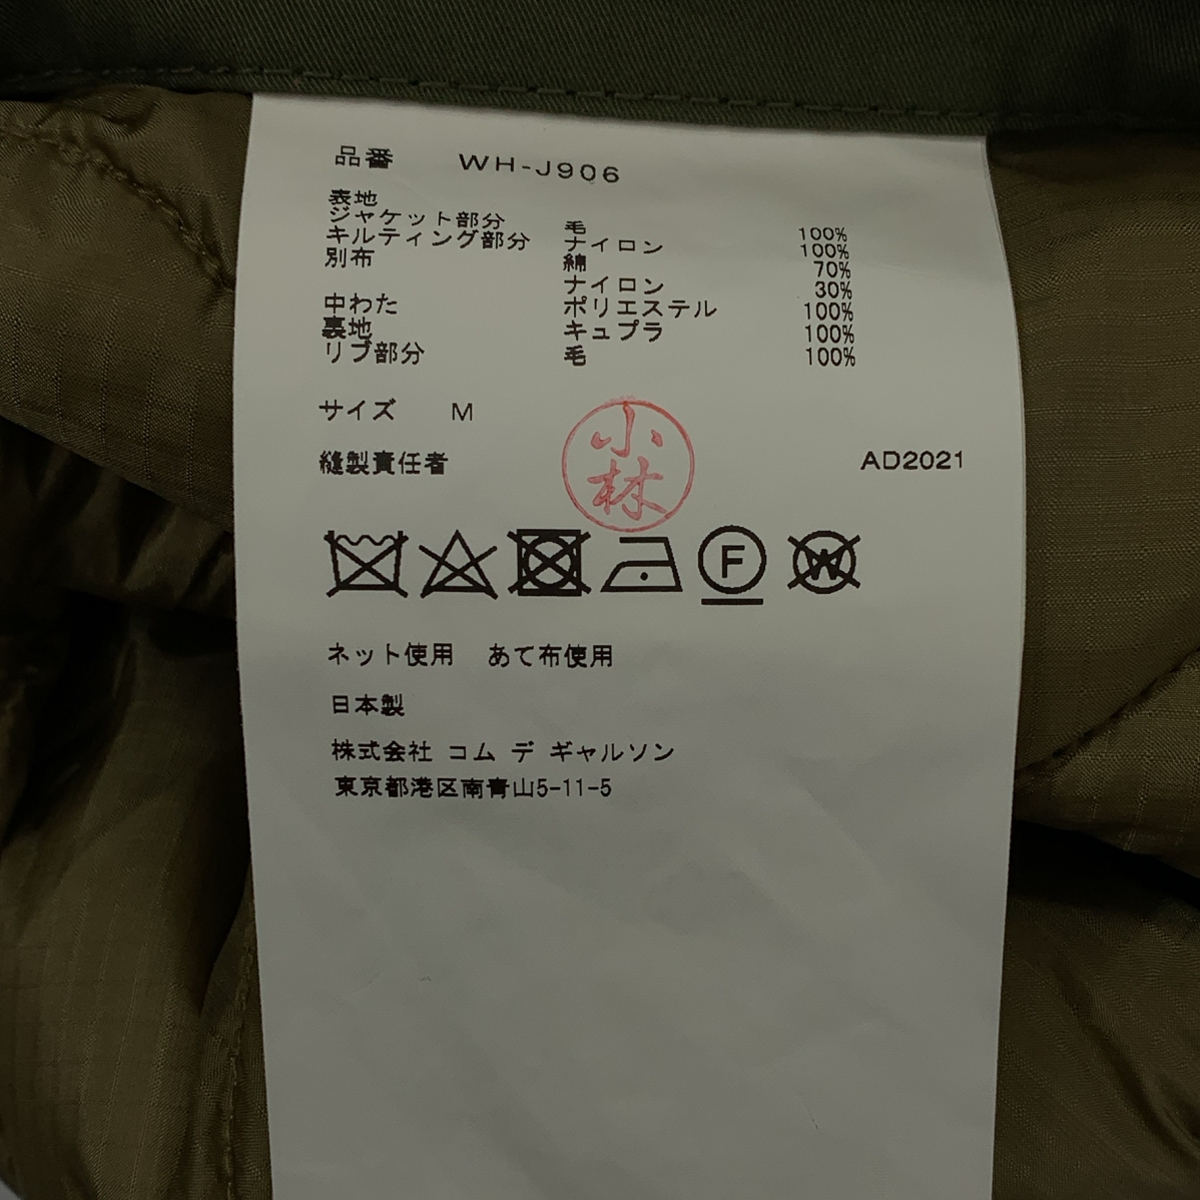 品番 WH-J906
表地
ジャケット部分 毛 100%
キルティング部分 ナイロン 100%
別布 綿 70%
ナイロン 30%
中わた ポリエステル 100%
裏地 キュプラ 100%
リブ部分 毛 100%
サイズ M
縫製責任者 小林 AD2021
F W
ネット使用 あて布使用
日本製
株式会社 コム デ ギャルソン
東京都港区南青山5-11-5